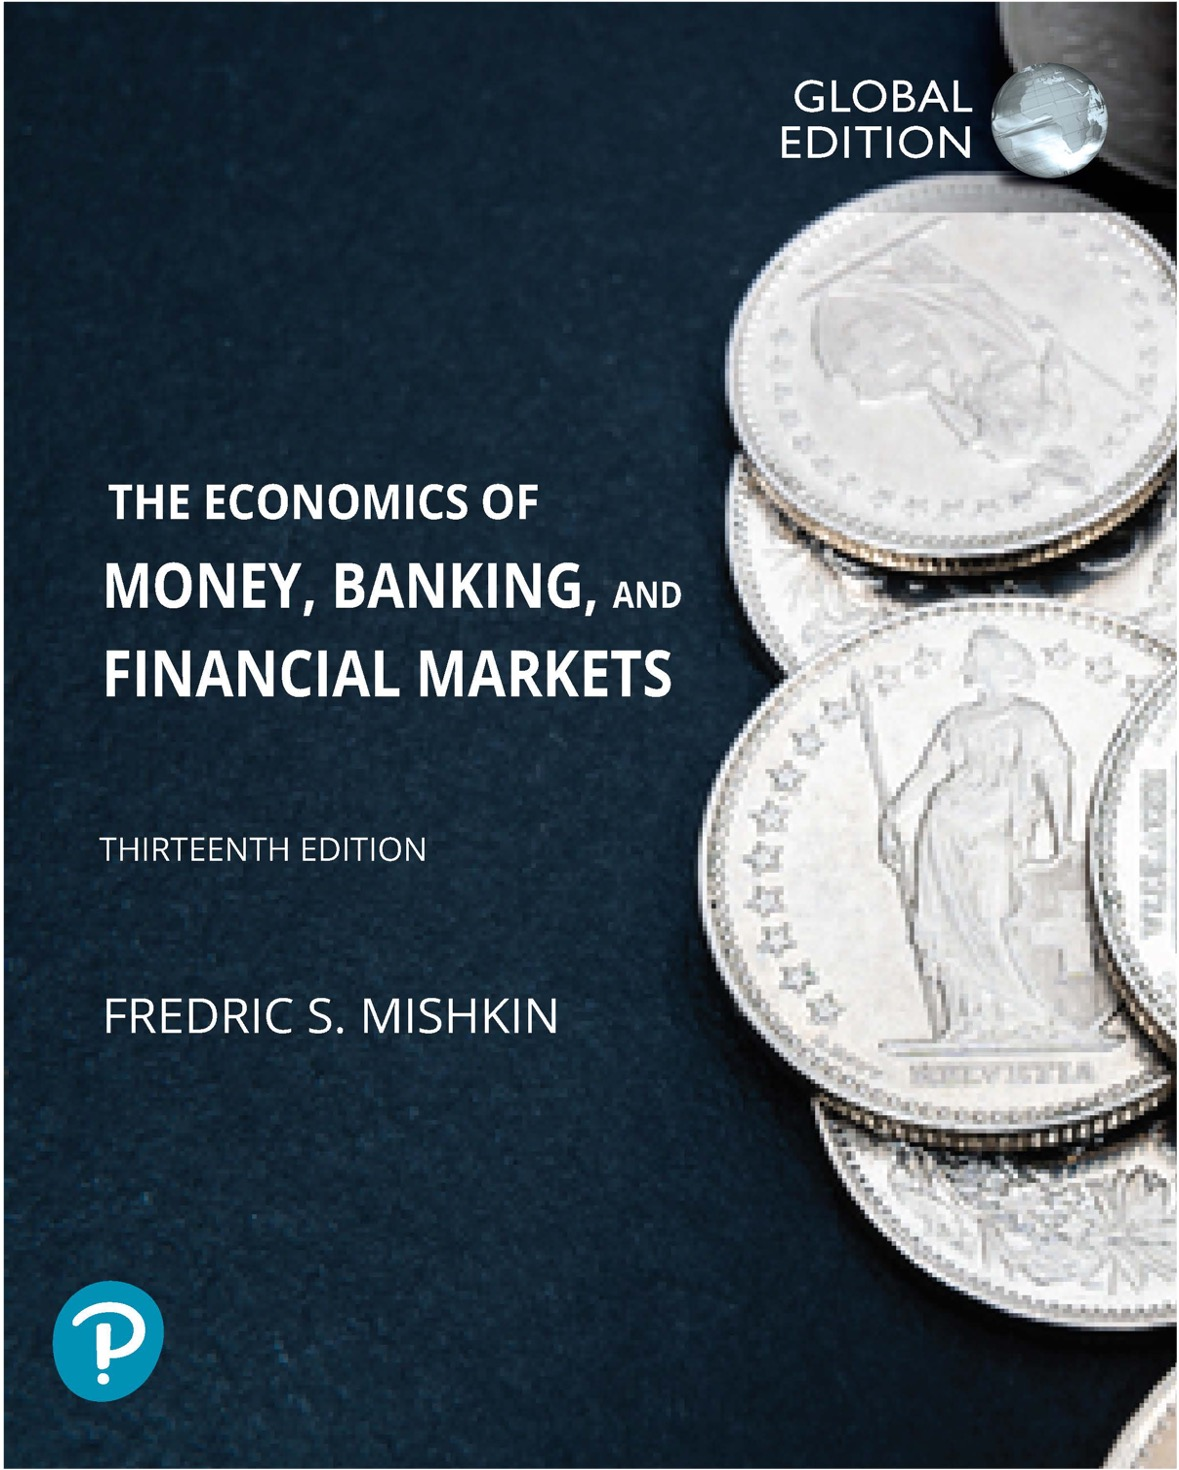 GLOBAL
EDITION
THE ECONOMICS OF
MONEY, BANKING, AND
FINANCIAL MARKETS
THIRTEENTH EDITION
FREDRIC S. MISHKIN
HELVETIA